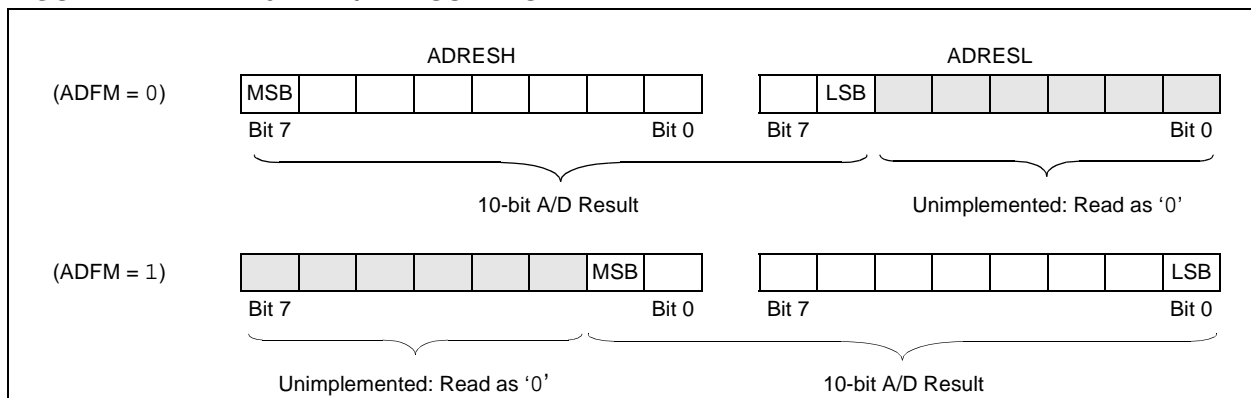 ADRESH ADRESL
(ADFM = 0) MSB LSB
Bit 7 Bit 0 Bit 7 Bit 0
10-bit A/D Result Unimplemented: Read as ‘0’
(ADFM = 1) MSB LSB
Bit 7 Bit 0 Bit 7 Bit 0
Unimplemented: Read as ‘0’ 10-bit A/D Result